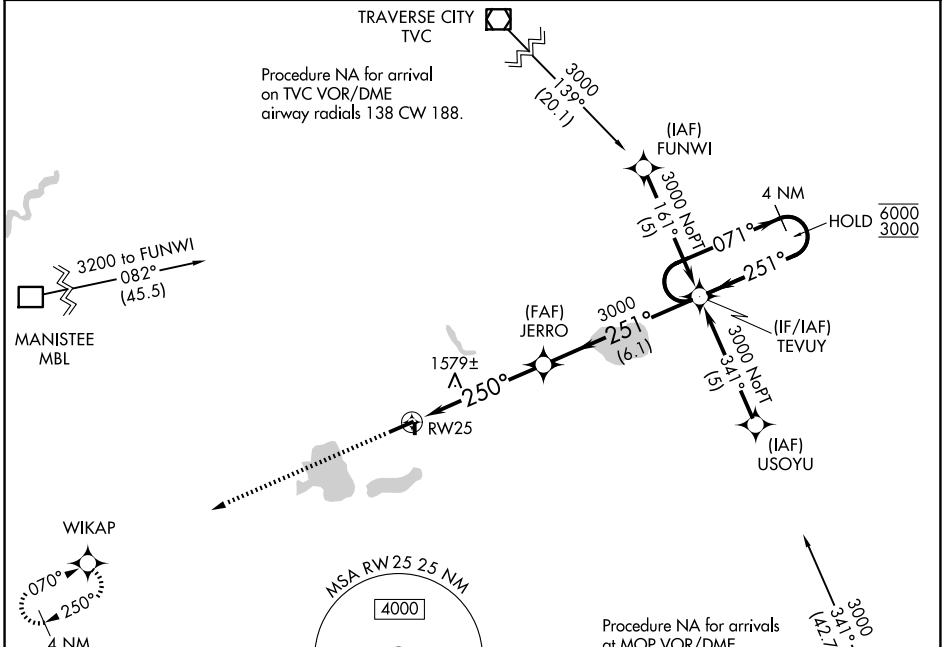 TRAVERSE CITY
TVC
Procedure NA for arrival
on TVC VOR/DME
airway radials 138 CW 188.
3000
139°
(20.1)
(IAF)
FUNWI
3000 NoPT
161°
(5)
4 NM
HOLD
6000
3000
071°
251°
3200 to FUNWI
082°
(45.5)
MANISTEE
MBL
(FAF)
JERRO
3000
251°
(6.1)
(IF/IAF)
TEVUY
3000 NoPT
341°
(5)
1579±
250°
RW25
(IAF)
USOYU
WIKAP
070°
250°
4 NM
MSA RW25 25 NM
4000
Procedure NA for arrivals
at MOP VOR/DME
3000
341°
(42.7